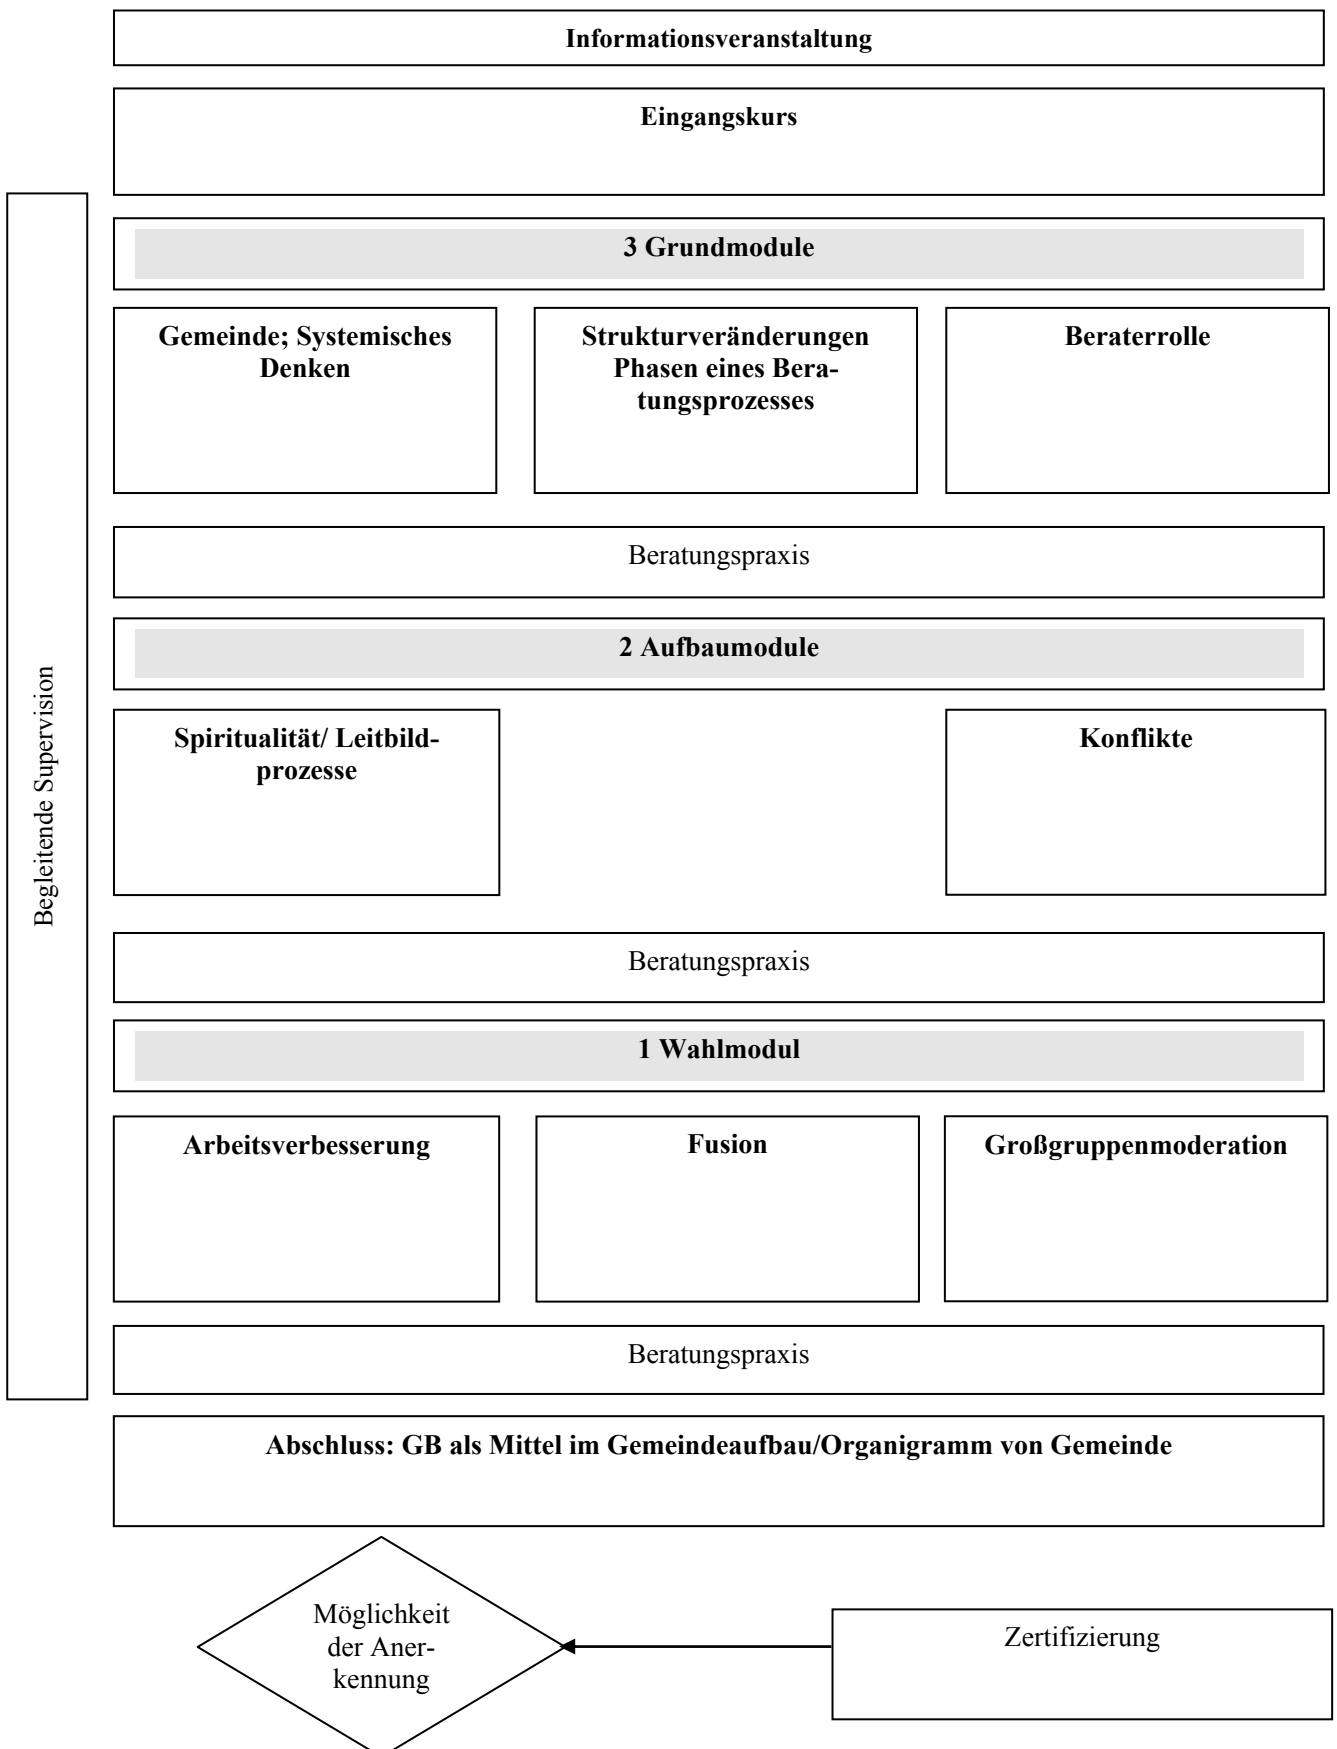 Informationsveranstaltung
Eingangskurs
Begleitende Supervision
3 Grundmodule
Gemeinde; Systemisches
Denken
Strukturveränderungen
Phasen eines Bera-
tungsprozesses
Beraterrolle
Beratungspraxis
2 Aufbaumodule
Spiritualität/ Leitbild-
prozesse
Konflikte
Beratungspraxis
1 Wahlmodul
Arbeitsverbesserung
Fusion
Großgruppenmoderation
Beratungspraxis
Abschluss: GB als Mittel im Gemeindeaufbau/Organigramm von Gemeinde
Möglichkeit
der Aner-
kennung
Zertifizierung